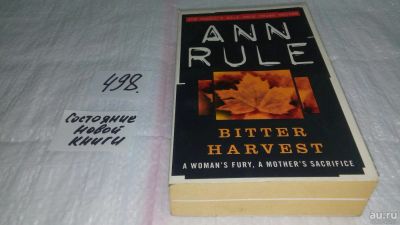 498.
Состояние
новой
книги
ANN
RULE
BITTER
HARVEST
A WOMAN'S FURY, A MOTHER'S SACRIFICE
au.ru